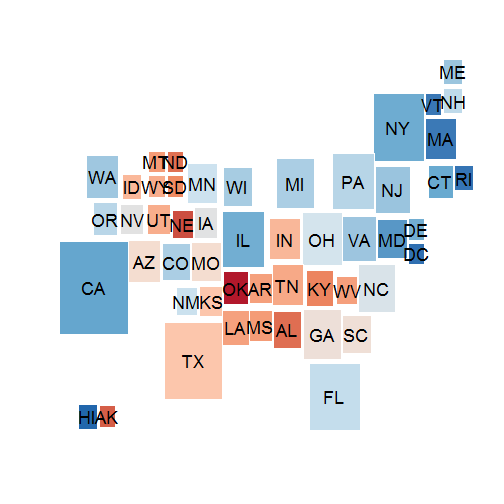 ME
VT NH
NY
MA
MT ND
PA
WA ID WY SD MN WI MI NJ CT RI
OR NV UT NE IA IL IN OH VA MD DE
DC
AZ CO MO
CA NM KS OK AR TN KY WV NC
LA MS AL GA SC
TX
FL
HI AK